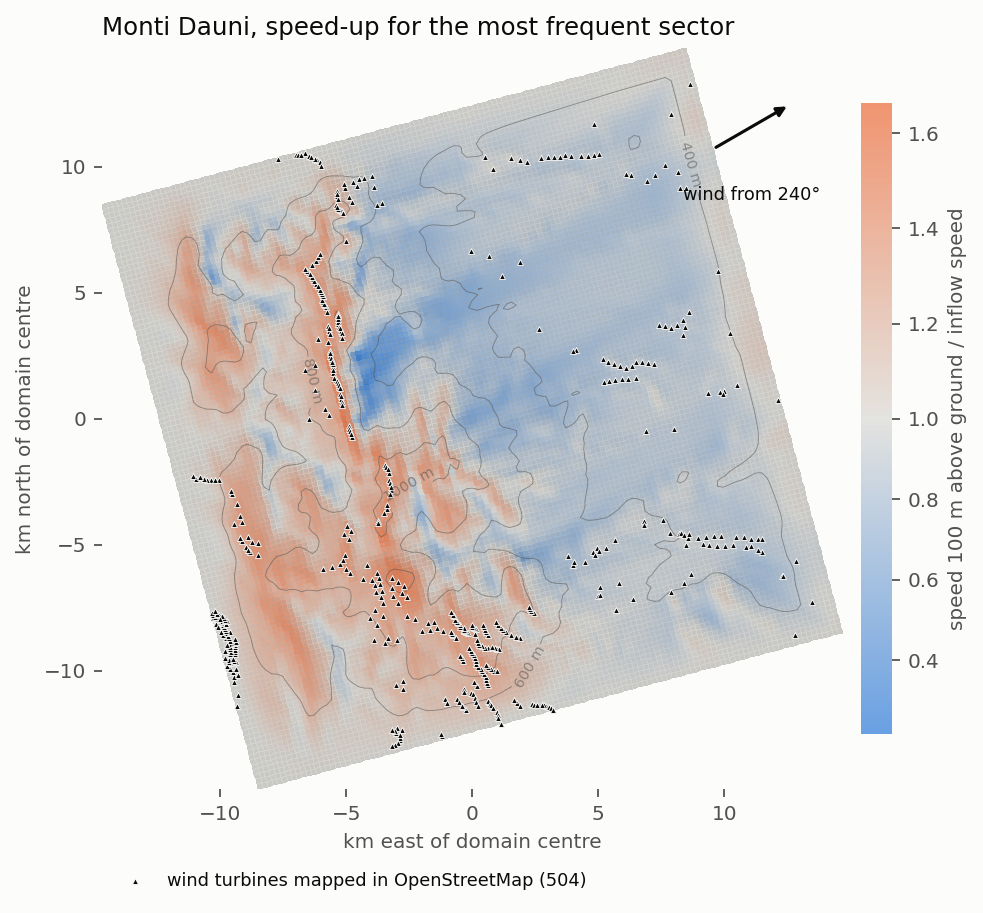 Monti Dauni, speed-up for the most frequent sector
wind from 240°
400 m
800 m
000 m
600 m
10
5
0
−5
−10
km north of domain centre
−10
−5
0
5
10
km east of domain centre
1.6
1.4
1.2
1.0
0.8
0.6
0.4
speed 100 m above ground / inflow speed
wind turbines mapped in OpenStreetMap (504)